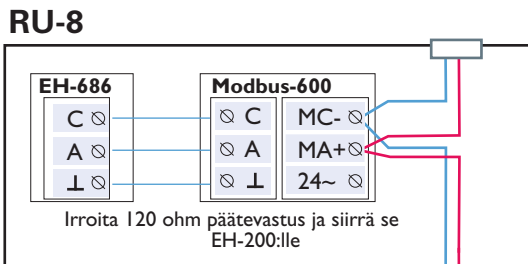 RU-8
EH-686 Modbus-600
C C MC-
A A MA+
⊥ ⊥ 24~
Irroita 120 ohm päätevastus ja siirrä se
EH-200:lle